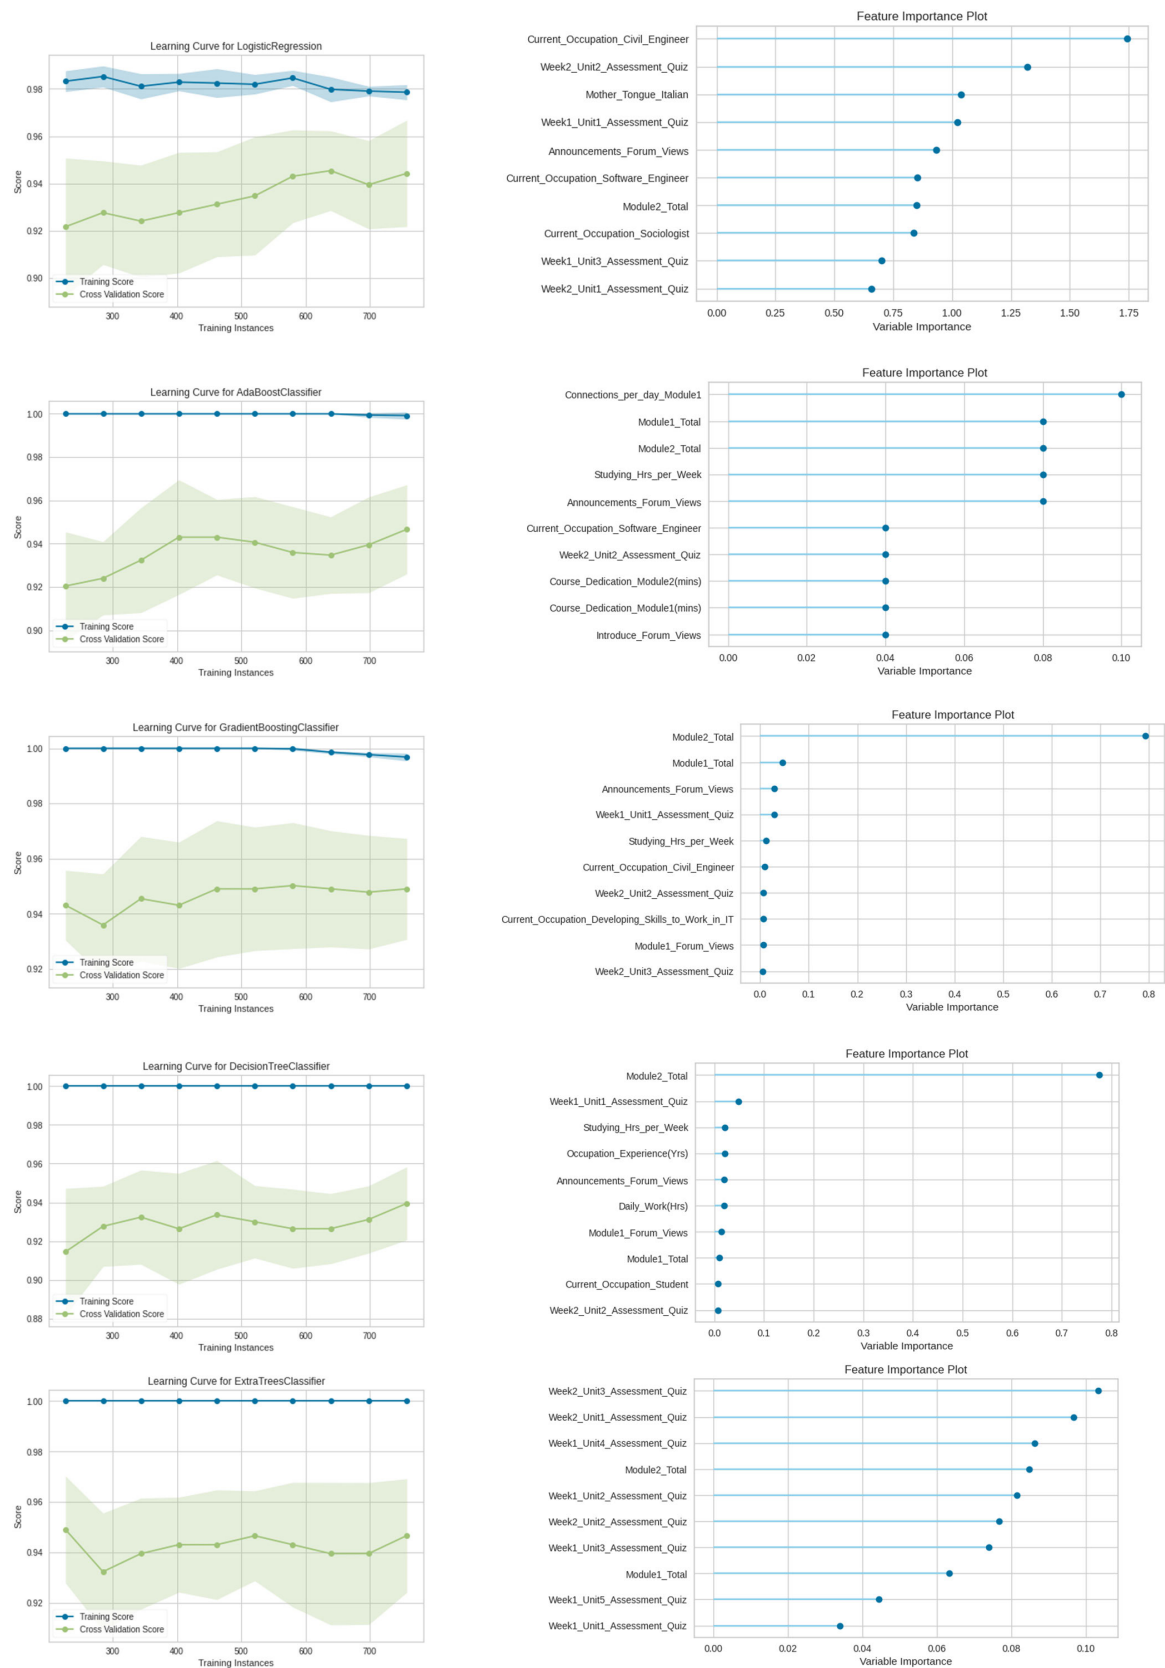 Learning Curve for LogisticRegression
0.98
0.96
0.94
0.92
0.90
Score
Training Score
Cross Validation Score
300 400 500 600 700
Training Instances
Feature Importance Plot
Current_Occupation_Civil_Engineer
Week2_Unit2_Assessment_Quiz
Mother_Tongue_Italian
Week1_Unit1_Assessment_Quiz
Announcements_Forum_Views
Current_Occupation_Software_Engineer
Module2_Total
Current_Occupation_Sociologist
Week1_Unit3_Assessment_Quiz
Week2_Unit1_Assessment_Quiz
0.00 0.25 0.50 0.75 1.00 1.25 1.50 1.75
Variable Importance
Learning Curve for AdaBoostClassifier
1.00
0.98
0.96
0.94
0.92
0.90
Score
Training Score
Cross Validation Score
300 400 500 600 700
Training Instances
Feature Importance Plot
Connections_per_day_Module1
Module1_Total
Module2_Total
Studying_Hrs_per_Week
Announcements_Forum_Views
Current_Occupation_Software_Engineer
Week2_Unit2_Assessment_Quiz
Course_Dedication_Module2(mins)
Course_Dedication_Module1(mins)
Introduce_Forum_Views
0.00 0.02 0.04 0.06 0.08 0.10
Variable Importance
Learning Curve for GradientBoostingClassifier
1.00
0.98
0.96
0.94
0.92
Score
Training Score
Cross Validation Score
300 400 500 600 700
Training Instances
Feature Importance Plot
Module2_Total
Module1_Total
Announcements_Forum_Views
Week1_Unit1_Assessment_Quiz
Studying_Hrs_per_Week
Current_Occupation_Civil_Engineer
Week2_Unit2_Assessment_Quiz
Current_Occupation_Developing_Skills_to_Work_in_IT
Module1_Forum_Views
Week2_Unit3_Assessment_Quiz
0.0 0.1 0.2 0.3 0.4 0.5 0.6 0.7 0.8
Variable Importance
Learning Curve for DecisionTreeClassifier
1.00
0.98
0.96
0.94
0.92
0.90
0.88
Score
Training Score
Cross Validation Score
300 400 500 600 700
Training Instances
Feature Importance Plot
Module2_Total
Week1_Unit1_Assessment_Quiz
Studying_Hrs_per_Week
Occupation_Experience(Yrs)
Announcements_Forum_Views
Daily_Work(Hrs)
Module1_Forum_Views
Module1_Total
Current_Occupation_Student
Week2_Unit2_Assessment_Quiz
0.0 0.1 0.2 0.3 0.4 0.5 0.6 0.7 0.8
Variable Importance
Learning Curve for ExtraTreesClassifier
1.00
0.98
0.96
0.94
0.92
Score
Training Score
Cross Validation Score
300 400 500 600 700
Training Instances
Feature Importance Plot
Week2_Unit3_Assessment_Quiz
Week2_Unit1_Assessment_Quiz
Week1_Unit4_Assessment_Quiz
Module2_Total
Week1_Unit2_Assessment_Quiz
Week2_Unit2_Assessment_Quiz
Week1_Unit3_Assessment_Quiz
Module1_Total
Week1_Unit5_Assessment_Quiz
Week1_Unit1_Assessment_Quiz
0.00 0.02 0.04 0.06 0.08 0.10
Variable Importance